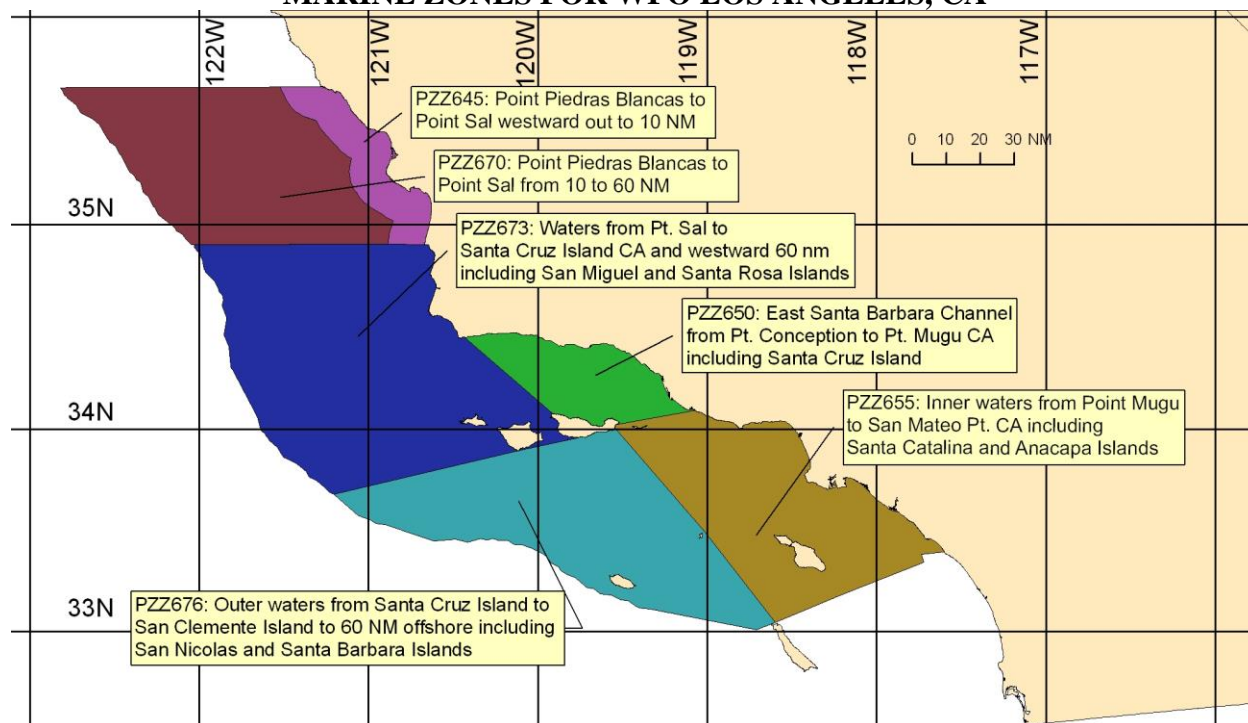 MARINE ZONES FOR WFO LOS ANGELES, CA
122W
121W
120W
119W
118W
117W
PZZ645: Point Piedras Blancas to
Point Sal westward out to 10 NM
0 10 20 30 NM
PZZ670: Point Piedras Blancas to
Point Sal from 10 to 60 NM
35N
PZZ673: Waters from Pt. Sal to
Santa Cruz Island CA and westward 60 nm
including San Miguel and Santa Rosa Islands
PZZ650: East Santa Barbara Channel
from Pt. Conception to Pt. Mugu CA
including Santa Cruz Island
34N
PZZ655: Inner waters from Point Mugu
to San Mateo Pt. CA including
Santa Catalina and Anacapa Islands
33N
PZZ676: Outer waters from Santa Cruz Island to
San Clemente Island to 60 NM offshore including
San Nicolas and Santa Barbara Islands